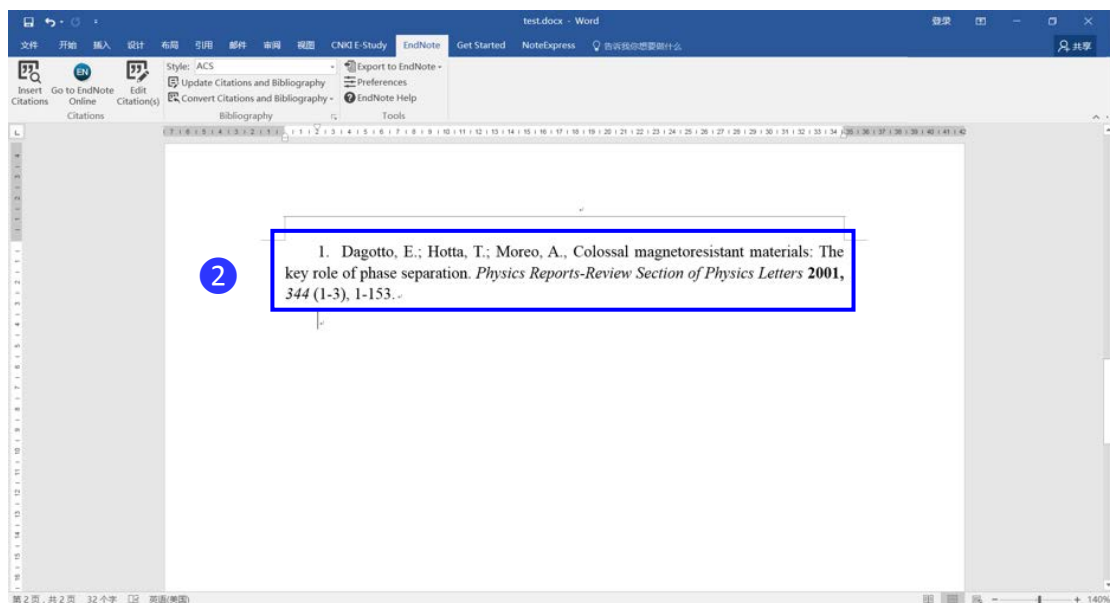 test.docx - Word
登录
文件 开始 插入 设计 布局 引用 邮件 审阅 视图 CNKI E-Study EndNote Get Started NoteExpress 告诉我你想要做什么 共享
Insert Citations
Go to EndNote Online
Edit Citation(s)
Citations
Style: ACS
Update Citations and Bibliography
Convert Citations and Bibliography
Bibliography
Export to EndNote
Preferences
EndNote Help
Tools
2
1. Dagotto, E.; Hotta, T.; Moreo, A., Colossal magnetoresistant materials: The
key role of phase separation. Physics Reports-Review Section of Physics Letters 2001,
344 (1-3), 1-153.
第2页，共2页 32个字 英语(美国) 140%